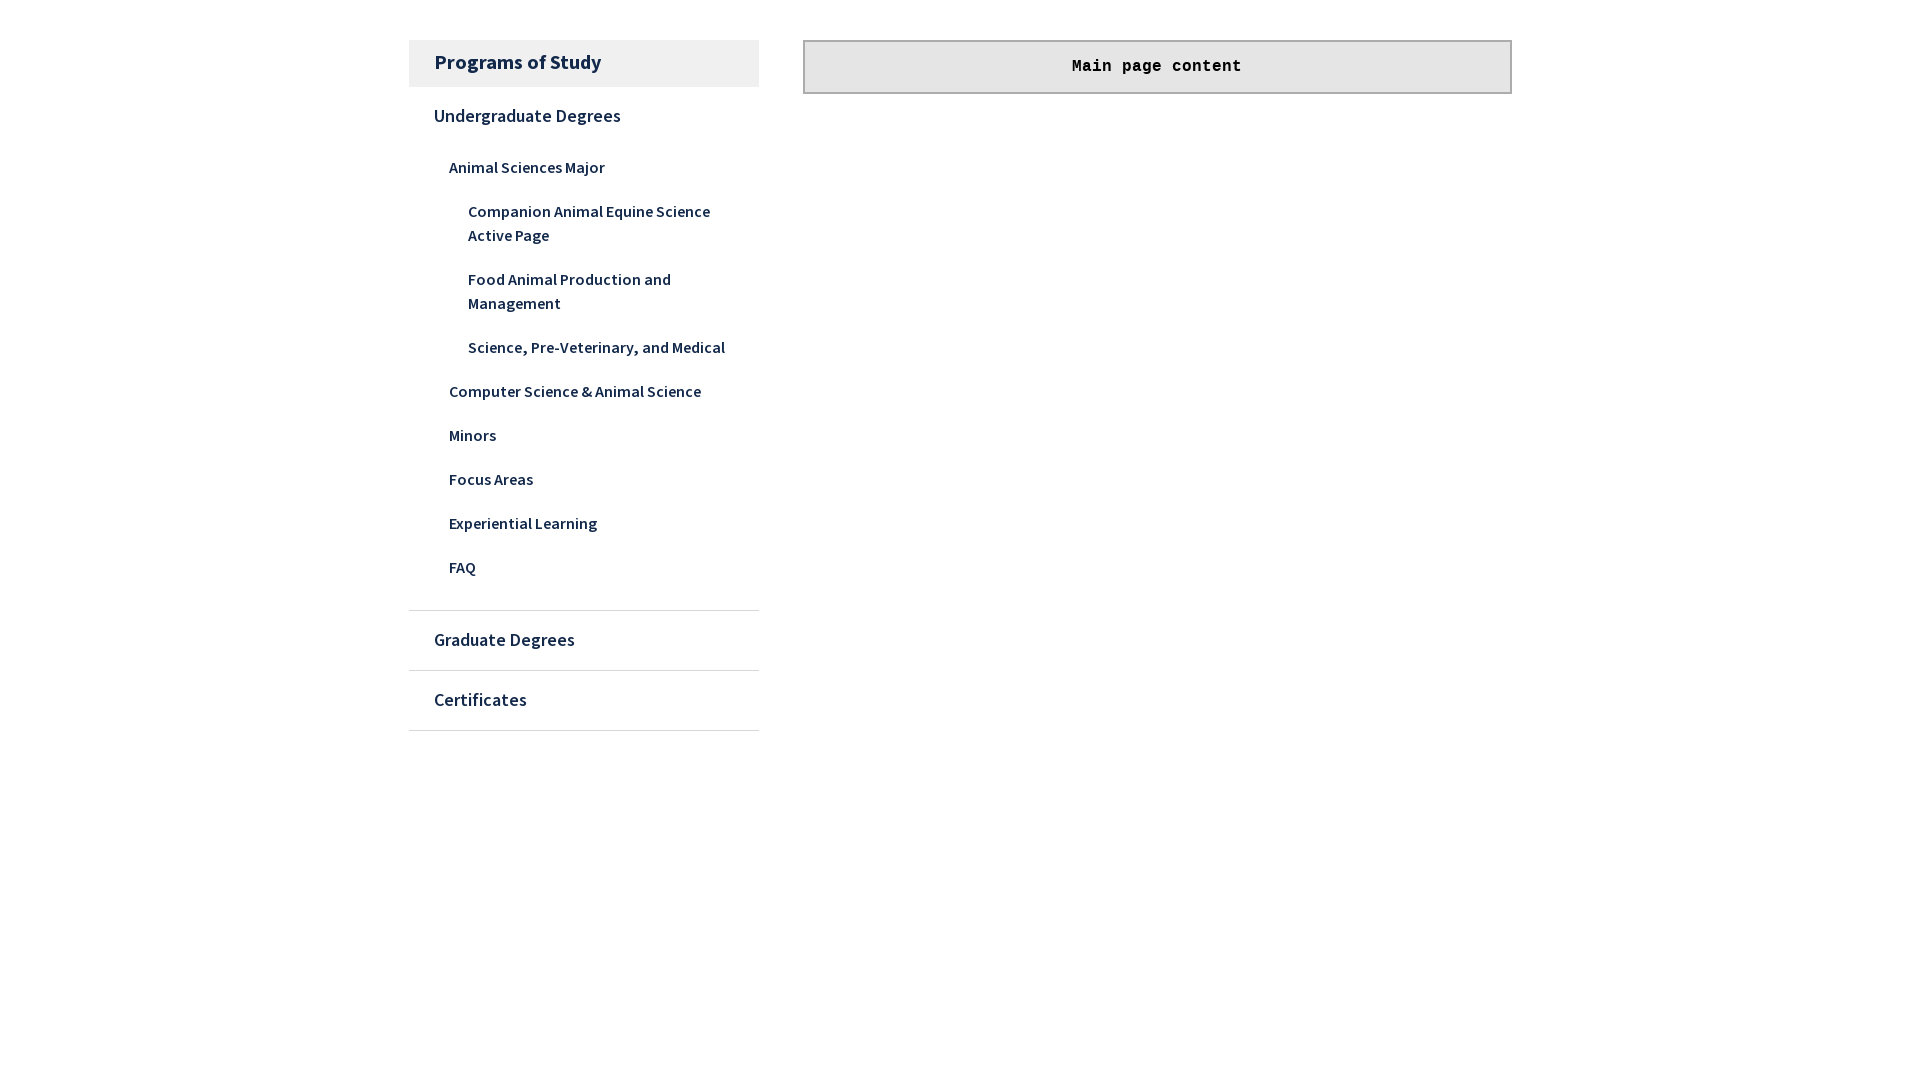 Programs of Study
Undergraduate Degrees
Animal Sciences Major
Companion Animal Equine Science
Active Page
Food Animal Production and
Management
Science, Pre-Veterinary, and Medical
Computer Science & Animal Science
Minors
Focus Areas
Experiential Learning
FAQ
Graduate Degrees
Certificates
Main page content